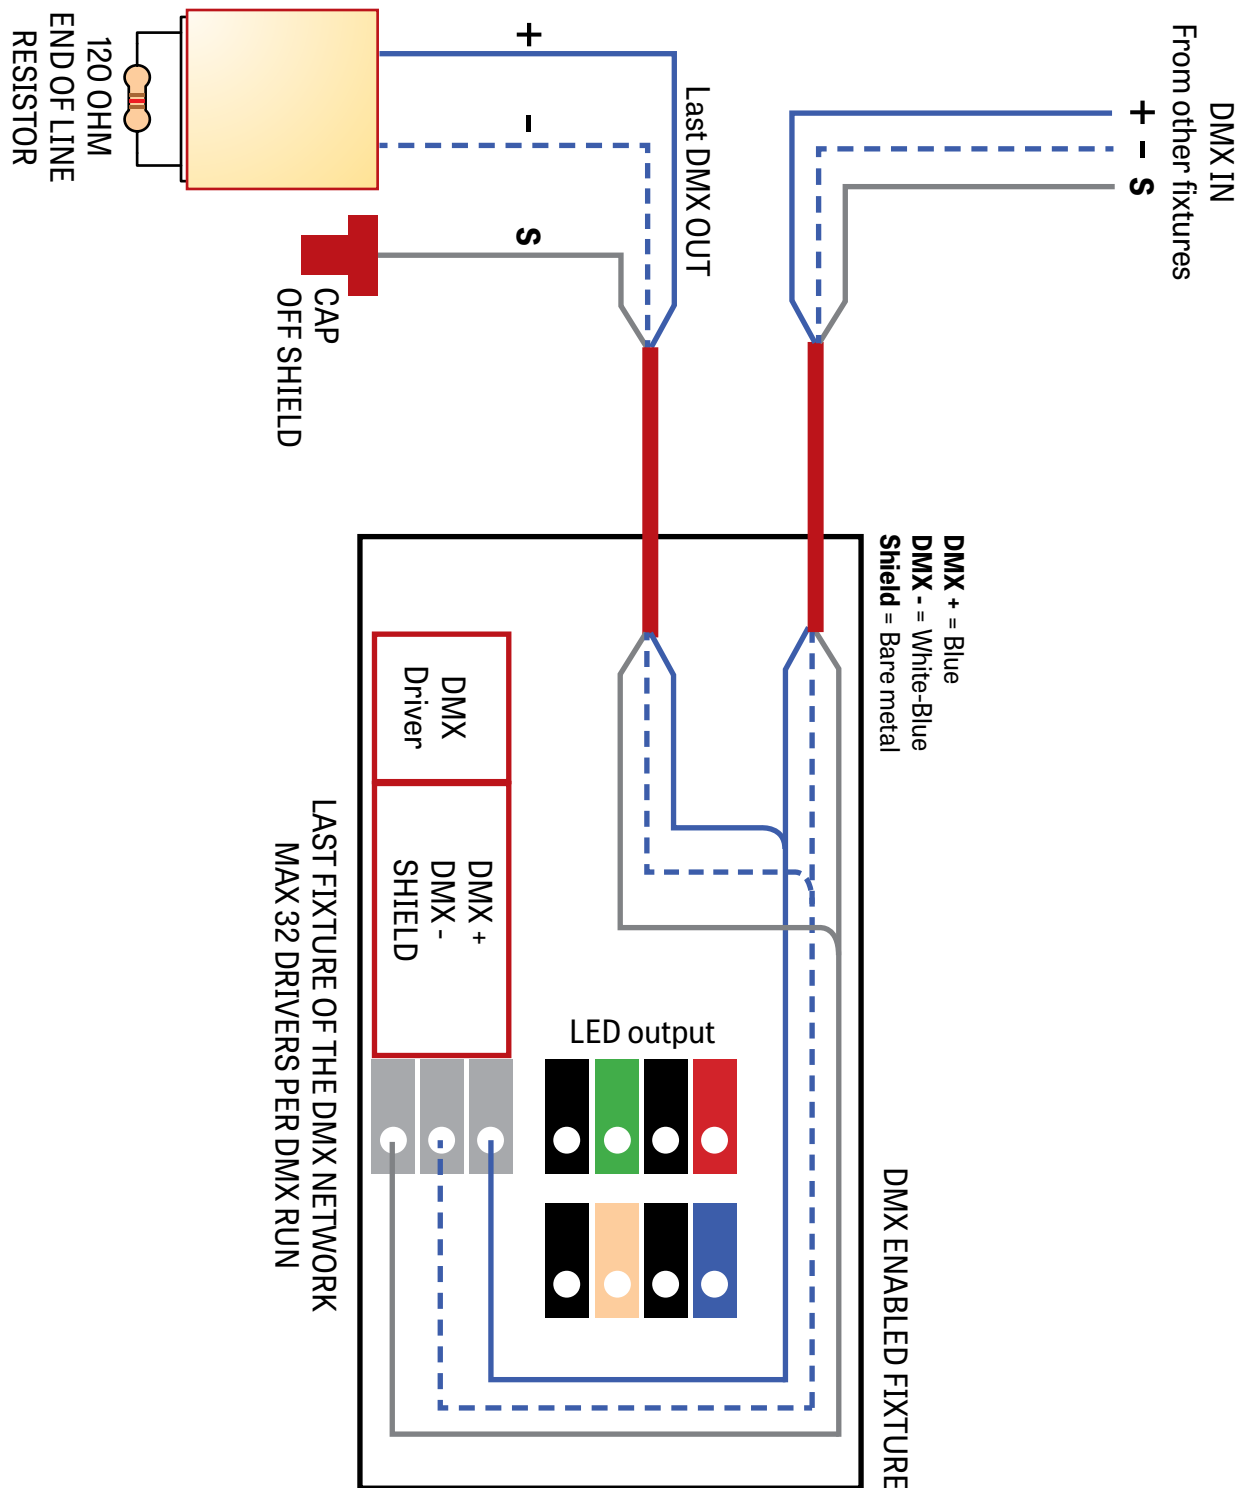 DMX IN
From other fixtures
+
-
S
Last DMX OUT
+
-
S
120 OHM
END OF LINE
RESISTOR
CAP
OFF SHIELD
DMX + = Blue
DMX - = White-Blue
Shield = Bare metal
DMX
Driver
DMX +
DMX -
SHIELD
LED output
DMX ENABLED FIXTURE
LAST FIXTURE OF THE DMX NETWORK
MAX 32 DRIVERS PER DMX RUN